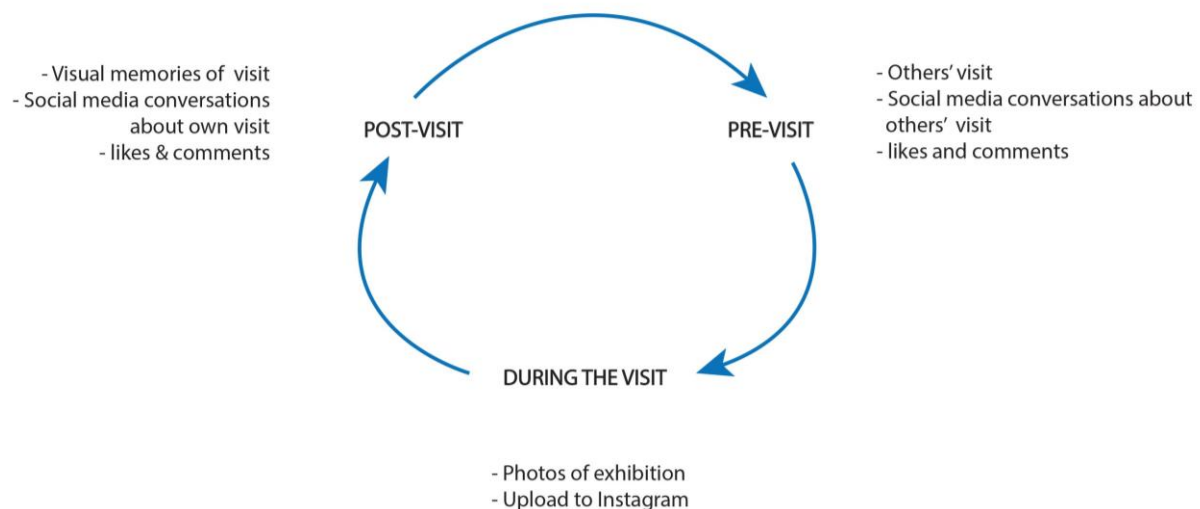 - Visual memories of visit
- Social media conversations
about own visit
- likes & comments
POST-VISIT
PRE-VISIT
- Others' visit
- Social media conversations about
others' visit
- likes and comments
DURING THE VISIT
- Photos of exhibition
- Upload to Instagram